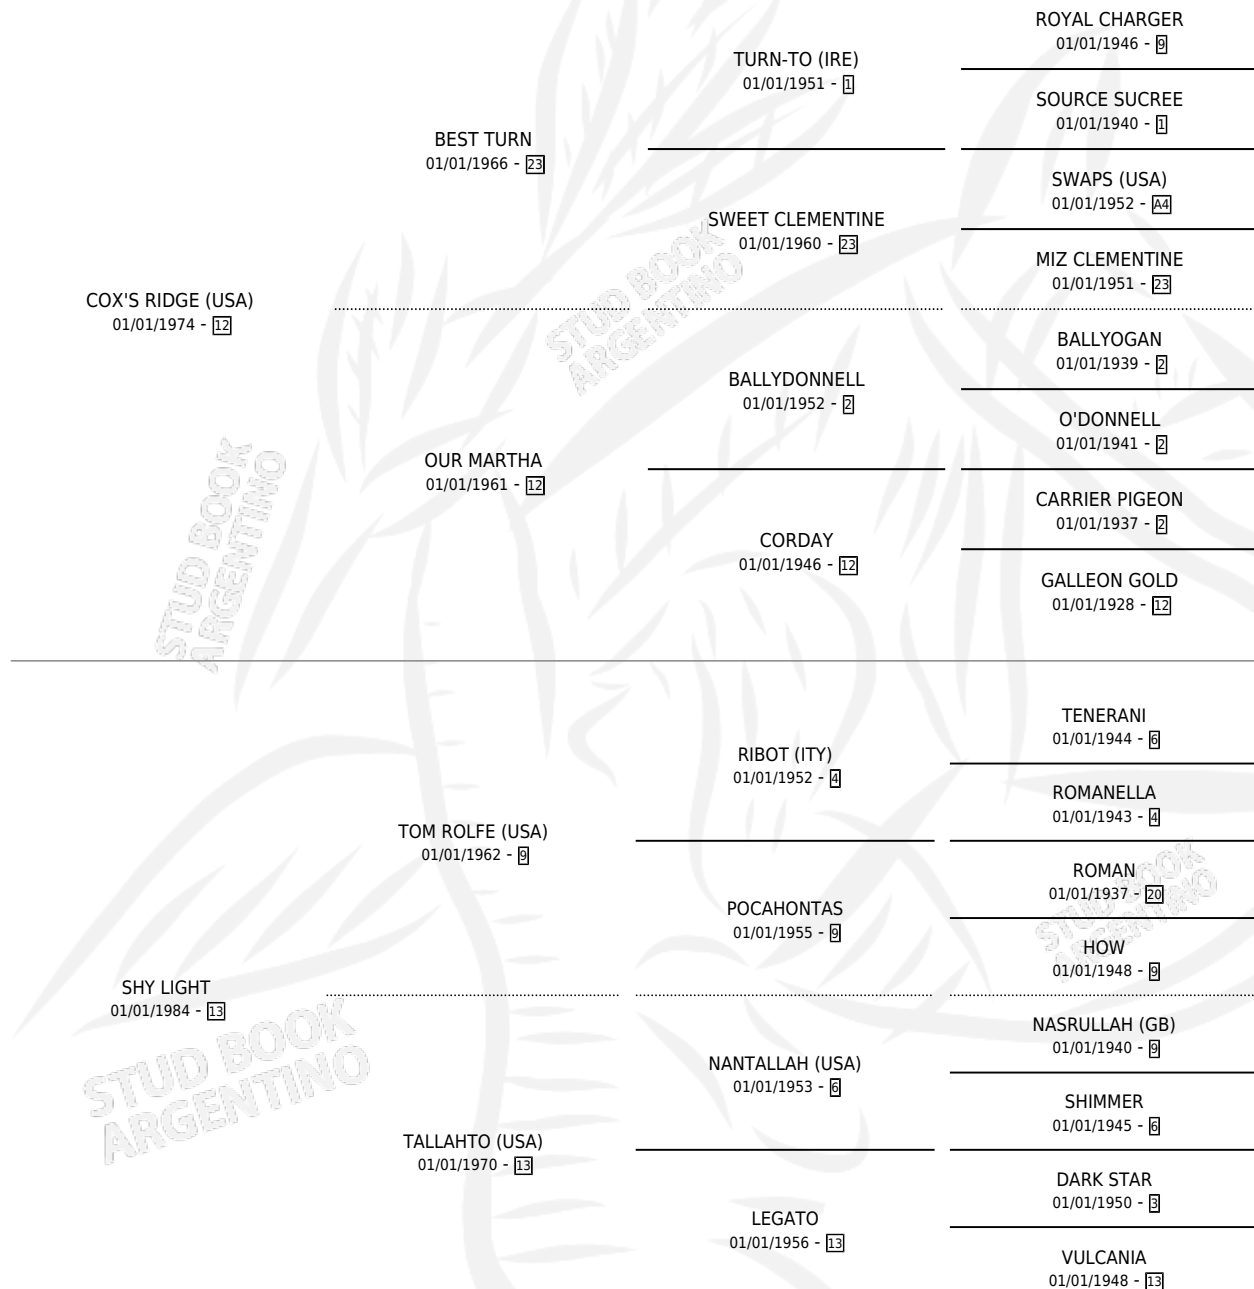 COX'S RIDGE (USA)
01/01/1974 - 12
BEST TURN
01/01/1966 - 23
TURN-TO (IRE)
01/01/1951 - 1
ROYAL CHARGER
01/01/1946 - 9
SOURCE SUCREE
01/01/1940 - 1
SWEET CLEMENTINE
01/01/1960 - 23
SWAPS (USA)
01/01/1952 - A4
MIZ CLEMENTINE
01/01/1951 - 23
OUR MARTHA
01/01/1961 - 12
BALLYDONNELL
01/01/1952 - 2
BALLYOGAN
01/01/1939 - 2
O'DONNELL
01/01/1941 - 2
CORDAY
01/01/1946 - 12
CARRIER PIGEON
01/01/1937 - 2
GALLEON GOLD
01/01/1928 - 12
SHY LIGHT
01/01/1984 - 13
TOM ROLFE (USA)
01/01/1962 - 9
RIBOT (ITY)
01/01/1952 - 4
TENERANI
01/01/1944 - 6
ROMANELLA
01/01/1943 - 4
POCAHONTAS
01/01/1955 - 9
ROMAN
01/01/1937 - 20
HOW
01/01/1948 - 9
TALLAHTO (USA)
01/01/1970 - 13
NANTALLAH (USA)
01/01/1953 - 6
NASRULLAH (GB)
01/01/1940 - 9
SHIMMER
01/01/1945 - 6
LEGATO
01/01/1956 - 13
DARK STAR
01/01/1950 - 3
VULCANIA
01/01/1948 - 13
STUD BOOK
ARGENTINO
STUD BOOK
ARGENTINO
STUD BOOK
ARGENTINO
STUD BOOK
ARGENTINO